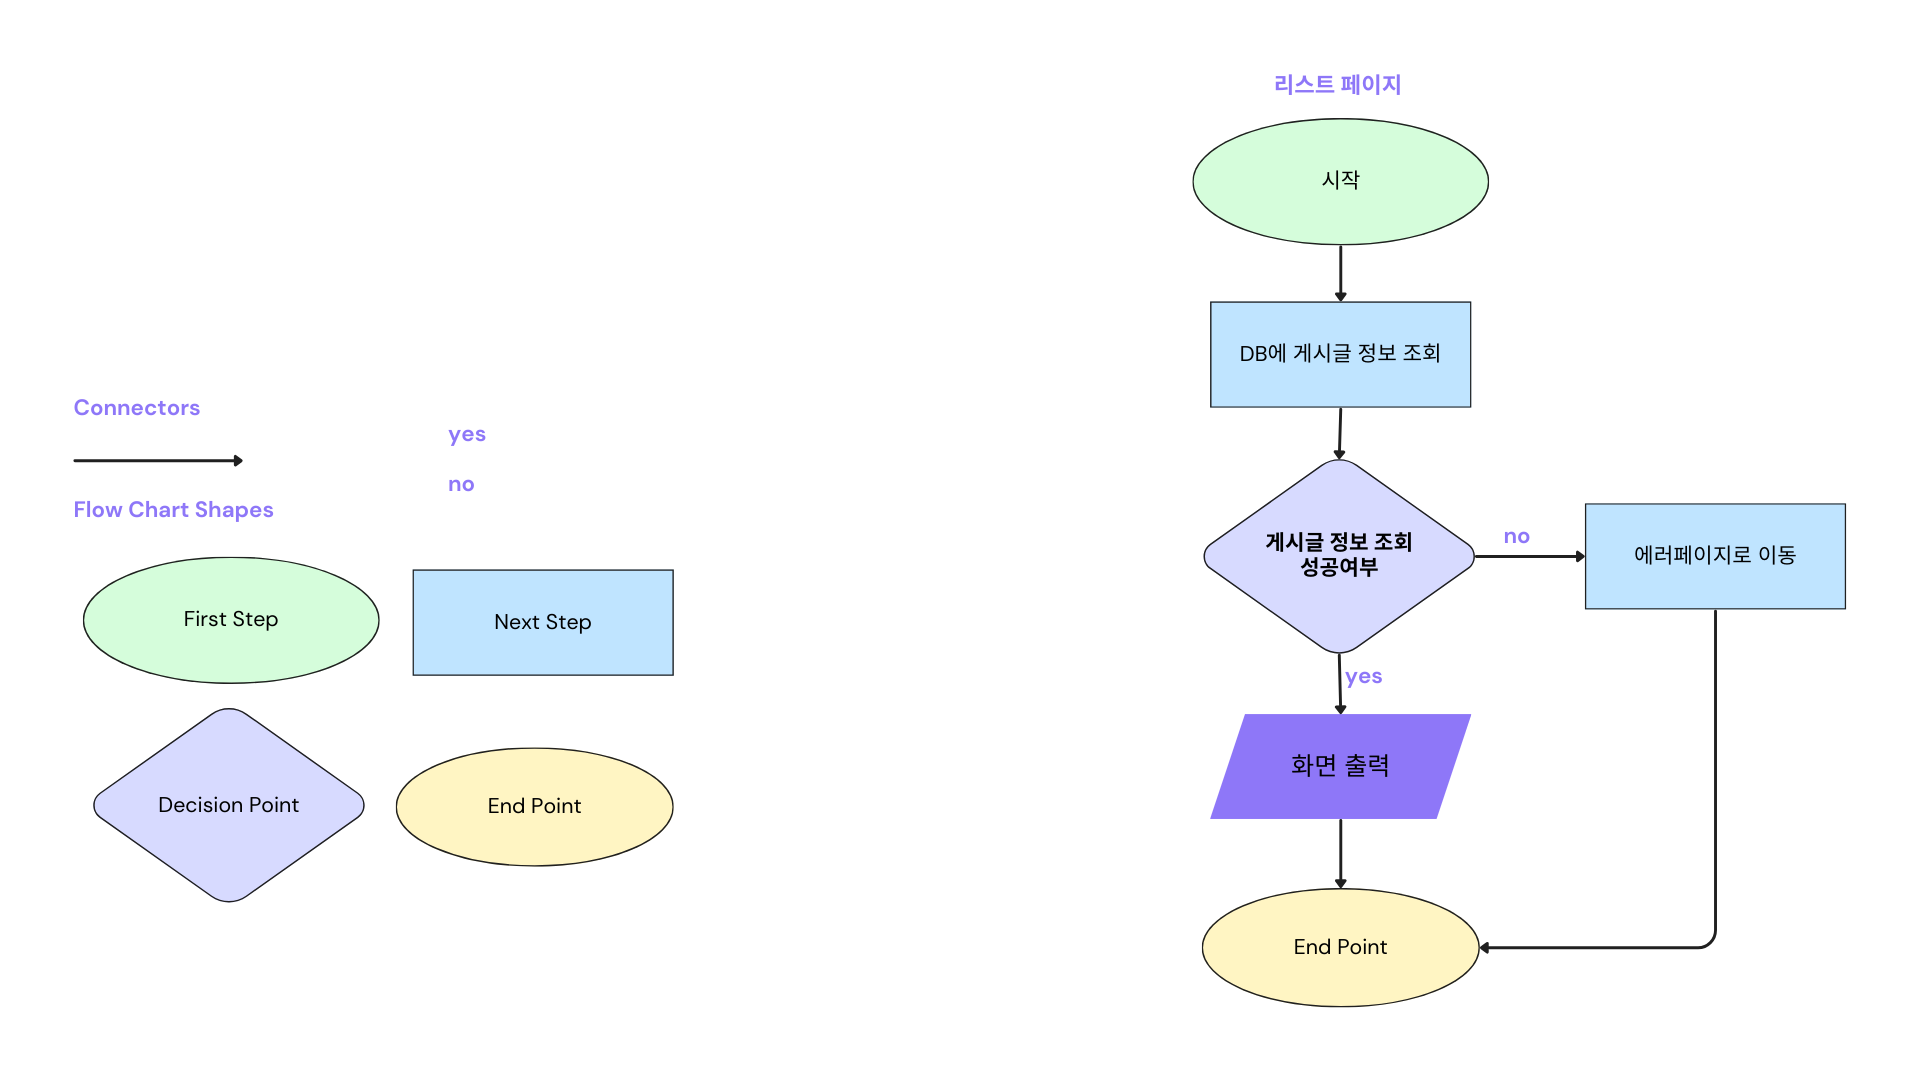 Connectors
yes
no
Flow Chart Shapes
First Step
Next Step
Decision Point
End Point
리스트 페이지
시작
DB에 게시글 정보 조회
게시글 정보 조회
성공여부
no
에러페이지로 이동
yes
화면 출력
End Point